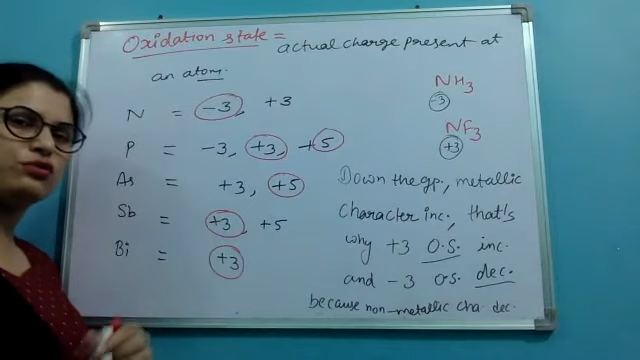 Oxidation state = actual charge present at
an atom.
N = -3, +3
P = -3, +3, +5
As = +3, +5
Sb = +3, +5
Bi = +3
NH3
-3
NF3
+3
Down the gp., metallic
character inc., that's
why +3 O.S. inc.
and -3 O.S. dec.
because non-metallic cha. dec.